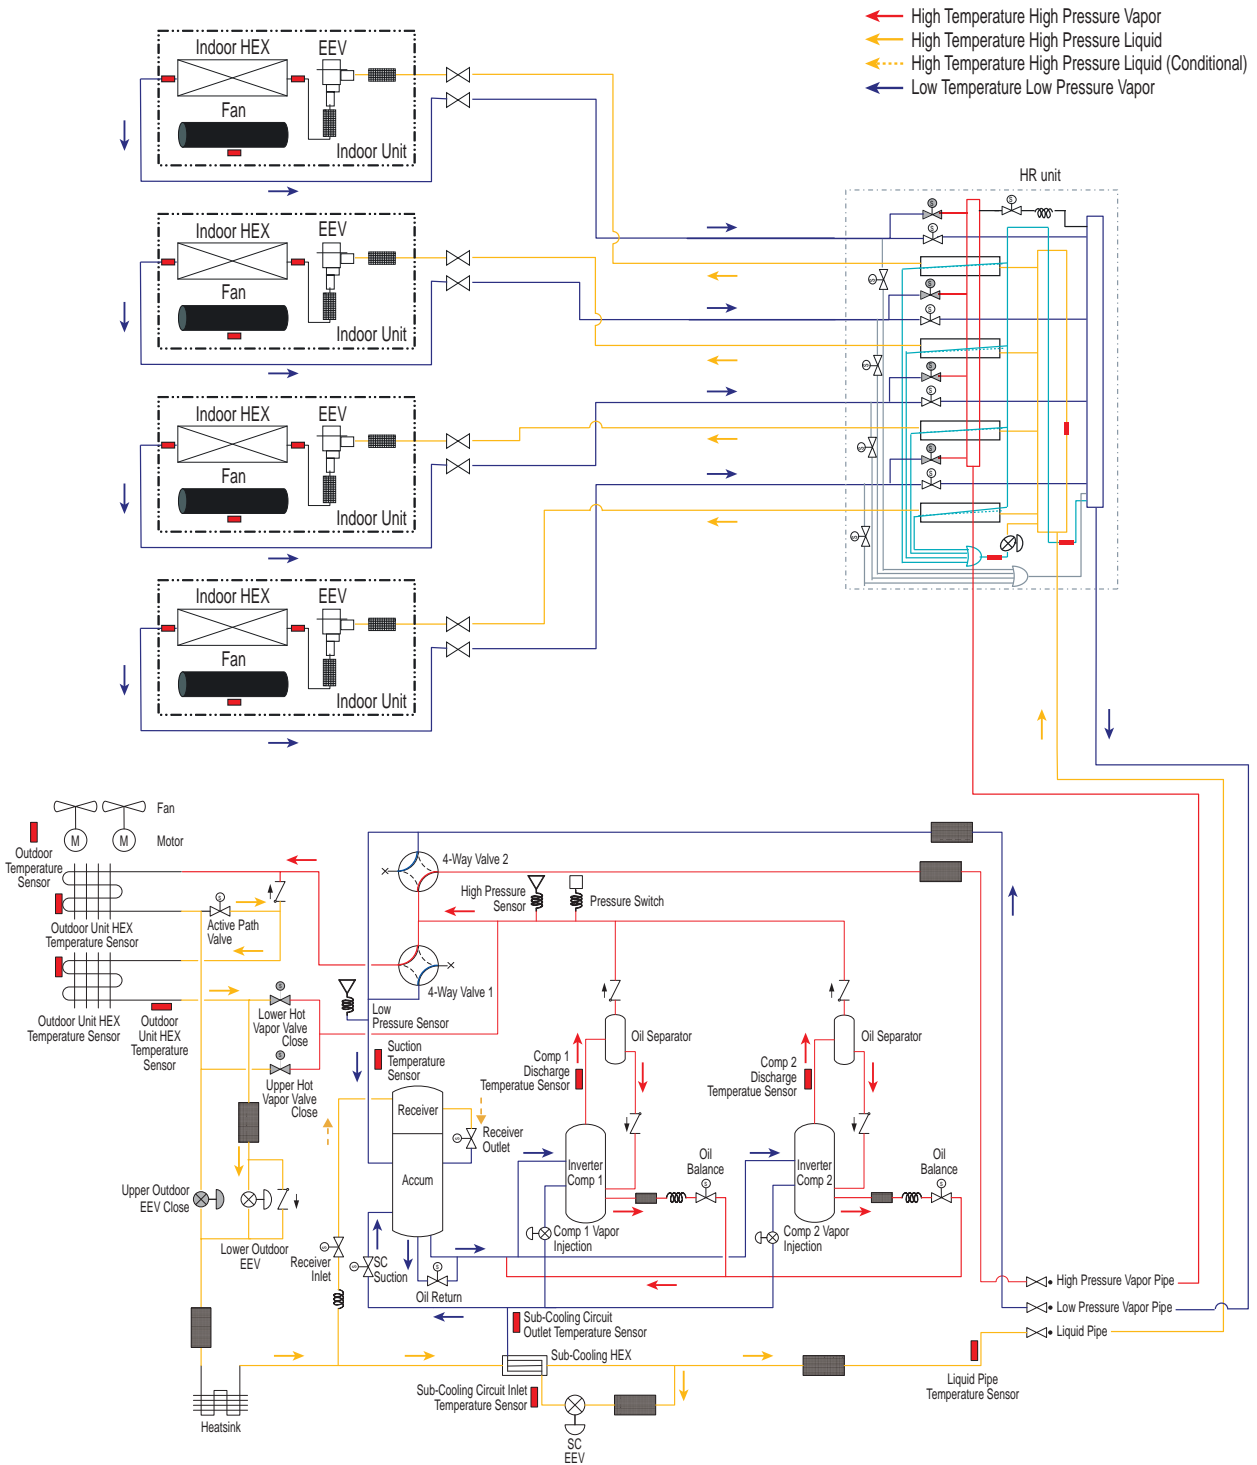 High Temperature High Pressure Vapor
High Temperature High Pressure Liquid
High Temperature High Pressure Liquid (Conditional)
Low Temperature Low Pressure Vapor
Indoor HEX
EEV
Fan
Indoor Unit
HR unit
Indoor HEX
EEV
Fan
Indoor Unit
Indoor HEX
EEV
Fan
Indoor Unit
Indoor HEX
EEV
Fan
Indoor Unit
S
S
S
S
S
S
S
S
S
S
S
S
S
Fan
M
M
Motor
Outdoor
Temperature
Sensor
4-Way Valve 2
High Pressure
Sensor
Pressure Switch
S
Active Path
Valve
Outdoor Unit HEX
Temperature Sensor
4-Way Valve 1
Low
Pressure Sensor
Outdoor Unit HEX
Temperature Sensor
Outdoor
Unit HEX
Temperature
Sensor
S
Lower Hot
Vapor Valve
Close
S
Upper Hot
Vapor Valve
Close
Suction
Temperature
Sensor
Oil Separator
Oil Separator
Comp 1
Discharge
Temperatue Sensor
Comp 2
Discharge
Temperatue Sensor
Receiver
S
Receiver
Outlet
Accum
Inverter
Comp 1
Oil
Balance
S
Inverter
Comp 2
Oil
Balance
S
Upper Outdoor
EEV Close
Lower Outdoor
EEV
S
Receiver
Inlet
S
SC
Suction
S
Oil Return
Comp 1 Vapor
Injection
Comp 2 Vapor
Injection
High Pressure Vapor Pipe
Low Pressure Vapor Pipe
Liquid Pipe
Sub-Cooling Circuit
Outlet Temperature Sensor
Sub-Cooling HEX
Sub-Cooling Circuit Inlet
Temperature Sensor
SC
EEV
Liquid Pipe
Temperature Sensor
Heatsink